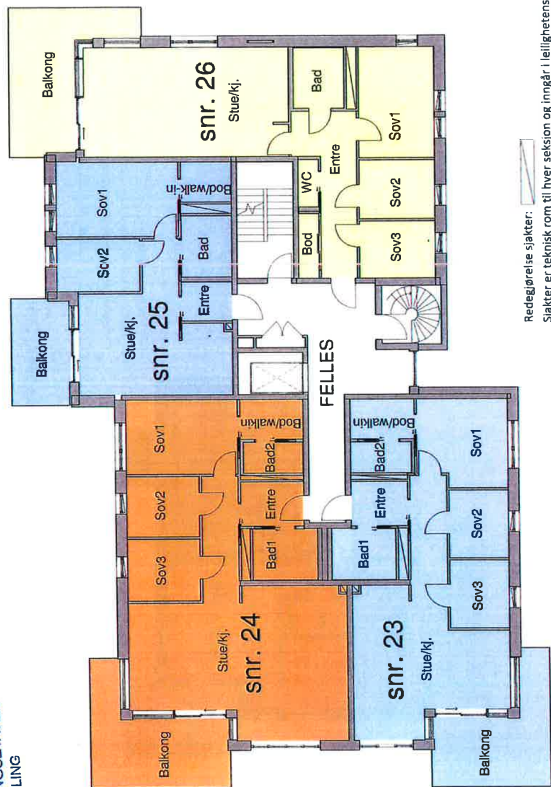 LING
Balkong
snr. 26
Stue/kj.
Bad
Sov1
WC
Entre
Sov2
Bod
Sov3
Sov1
Bod/walk-in
Sov2
Bad
Balkong
Stue/kj.
snr. 25
Entre
FELLES
Sov1
Bod/walkin
Bad2
Sov2
Entre
Sov3
Bad1
Stue/kj.
snr. 24
Balkong
Bod/walkin
Bad2
Sov1
Entre
Sov2
Bad1
Sov3
snr. 23
Stue/kj.
Balkong
Redegjørelse sjakter:
Sjakter er teknisk rom til hver seksjon og inngår i leilighetens